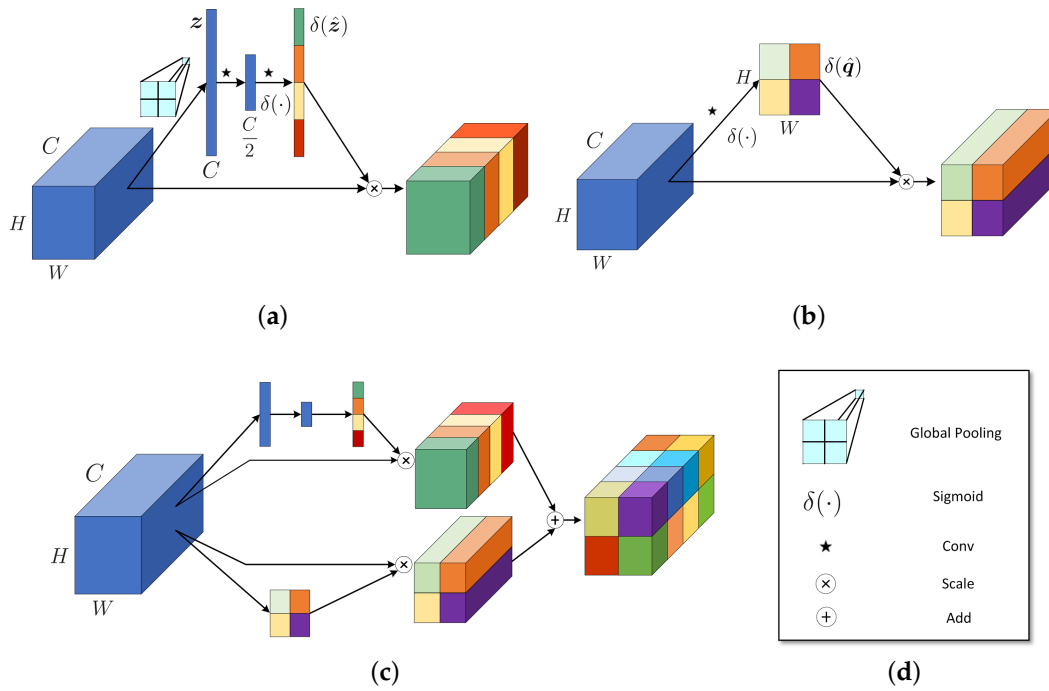 z
δ(ẑ)
★
★
δ(·)
C
C/2
C
H
W
×
(a)
H
δ(q̂)
W
★
δ(·)
C
H
W
×
(b)
C
H
W
×
×
+
(c)
Global Pooling
δ(·)
Sigmoid
★
Conv
×
Scale
+
Add
(d)